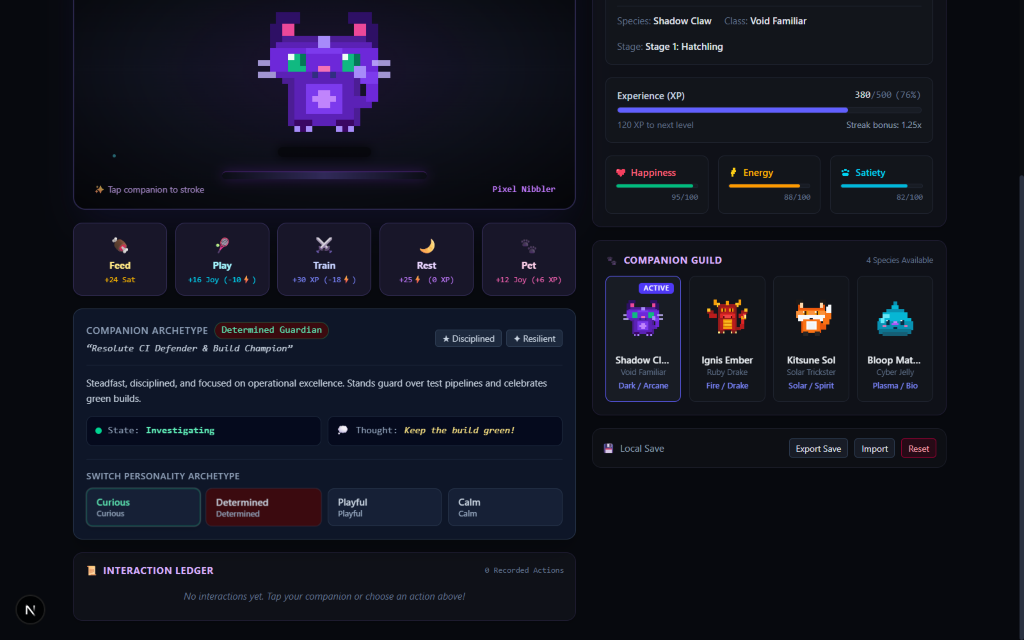 ✨ Tap companion to stroke
Pixel Nibbler
Feed
+24 Sat
Play
+16 Joy (-10⚡)
Train
+30 XP (-18⚡)
Rest
+25⚡ (0 XP)
Pet
+12 Joy (+6 XP)
COMPANION ARCHETYPE Determined Guardian
“Resolute CI Defender & Build Champion”
★ Disciplined
✦ Resilient
Steadfast, disciplined, and focused on operational excellence. Stands guard over test pipelines and celebrates
green builds.
State: Investigating
Thought: Keep the build green!
SWITCH PERSONALITY ARCHETYPE
Curious
Curious
Determined
Determined
Playful
Playful
Calm
Calm
INTERACTION LEDGER
0 Recorded Actions
No interactions yet. Tap your companion or choose an action above!
N
Species: Shadow Claw Class: Void Familiar
Stage: Stage 1: Hatchling
Experience (XP)
380/500 (76%)
120 XP to next level
Streak bonus: 1.25x
Happiness
95/100
Energy
88/100
Satiety
82/100
COMPANION GUILD
4 Species Available
ACTIVE
Shadow Cl...
Void Familiar
Dark / Arcane
Ignis Ember
Ruby Drake
Fire / Drake
Kitsune Sol
Solar Trickster
Solar / Spirit
Bloop Mat...
Cyber Jelly
Plasma / Bio
Local Save
Export Save
Import
Reset